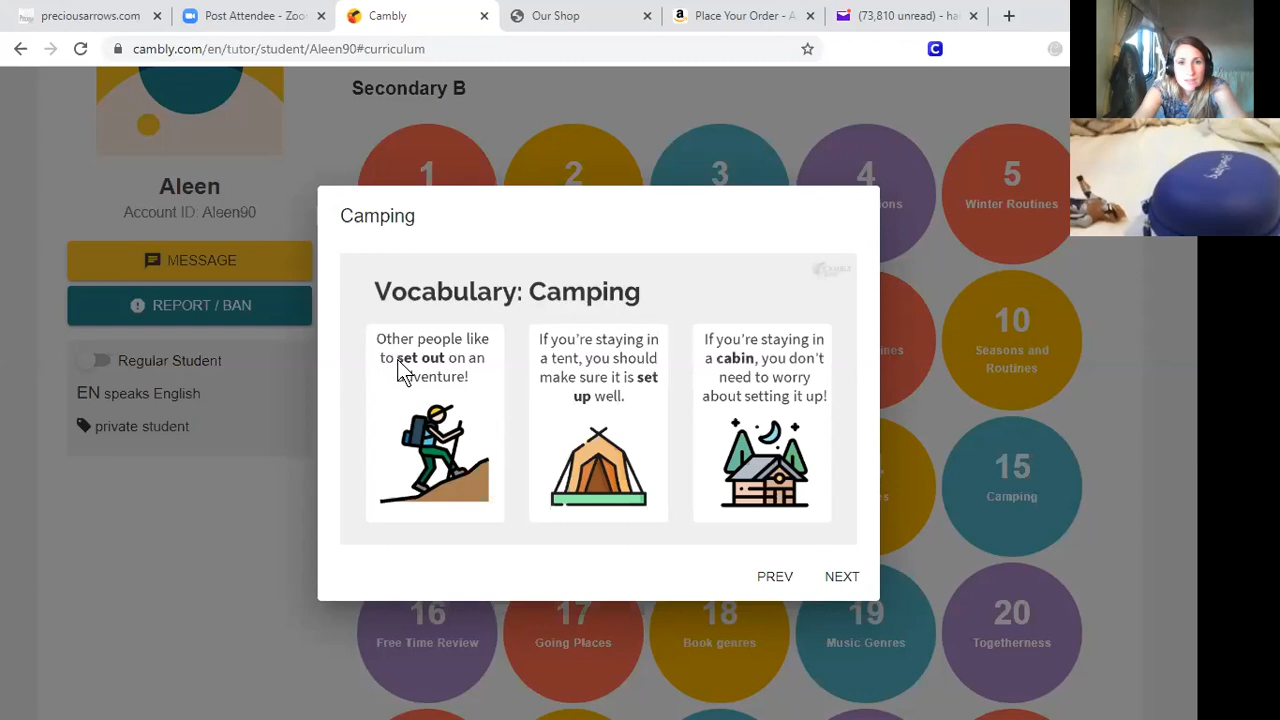 preciousarrows.com
Post Attendee - Zoo
Cambly
Our Shop
Place Your Order - A
(73,810 unread) - ha
cambly.com/en/tutor/student/Aleen90#curriculum
Secondary B
1
2
3
4
ons
5
Winter Routines
Aleen
Account ID: Aleen90
MESSAGE
REPORT / BAN
Regular Student
EN speaks English
private student
Camping
Vocabulary: Camping
Other people like
to set out on an
adventure!
If you're staying in
a tent, you should
make sure it is set
up well.
If you're staying in
a cabin, you don't
need to worry
about setting it up!
PREV
NEXT
ines
10
Seasons and
Routines
es
15
Camping
16
Free Time Review
17
Going Places
18
Book genres
19
Music Genres
20
Togetherness